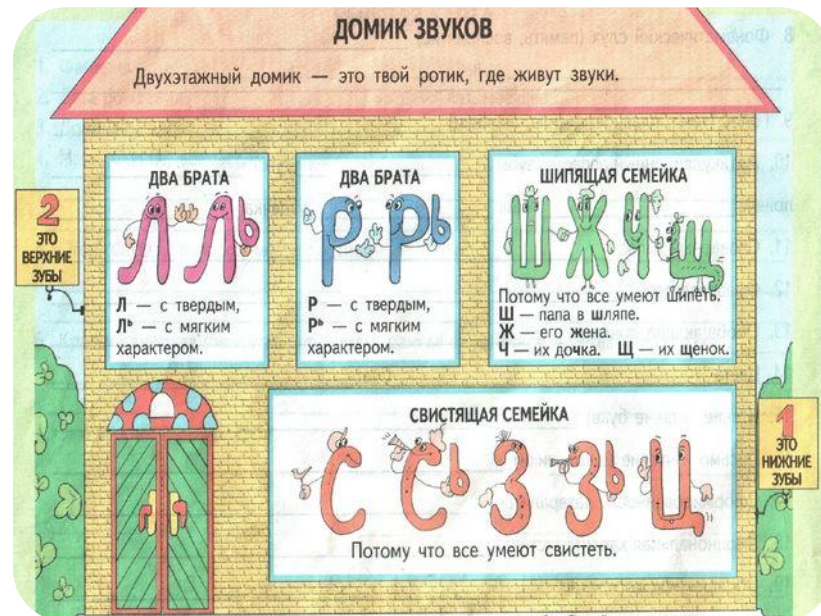 ДОМИК ЗВУКОВ
Двухэтажный домик — это твой ротик, где живут звуки.
2
ЭТО
ВЕРХНИЕ
ЗУБЫ
ДВА БРАТА
Л Ль
Л — с твердым,
Ль — с мягким
характером.
ДВА БРАТА
Р Рь
Р — с твердым,
Рь — с мягким
характером.
ШИПЯЩАЯ СЕМЕЙКА
Ш Ж Ч Щ
Потому что все умеют шипеть.
Ш — папа в шляпе.
Ж — его жена.
Ч — их дочка. Щ — их щенок.
СВИСТЯЩАЯ СЕМЕЙКА
С Сь З Зь Ц
Потому что все умеют свистеть.
1
ЭТО
НИЖНИЕ
ЗУБЫ